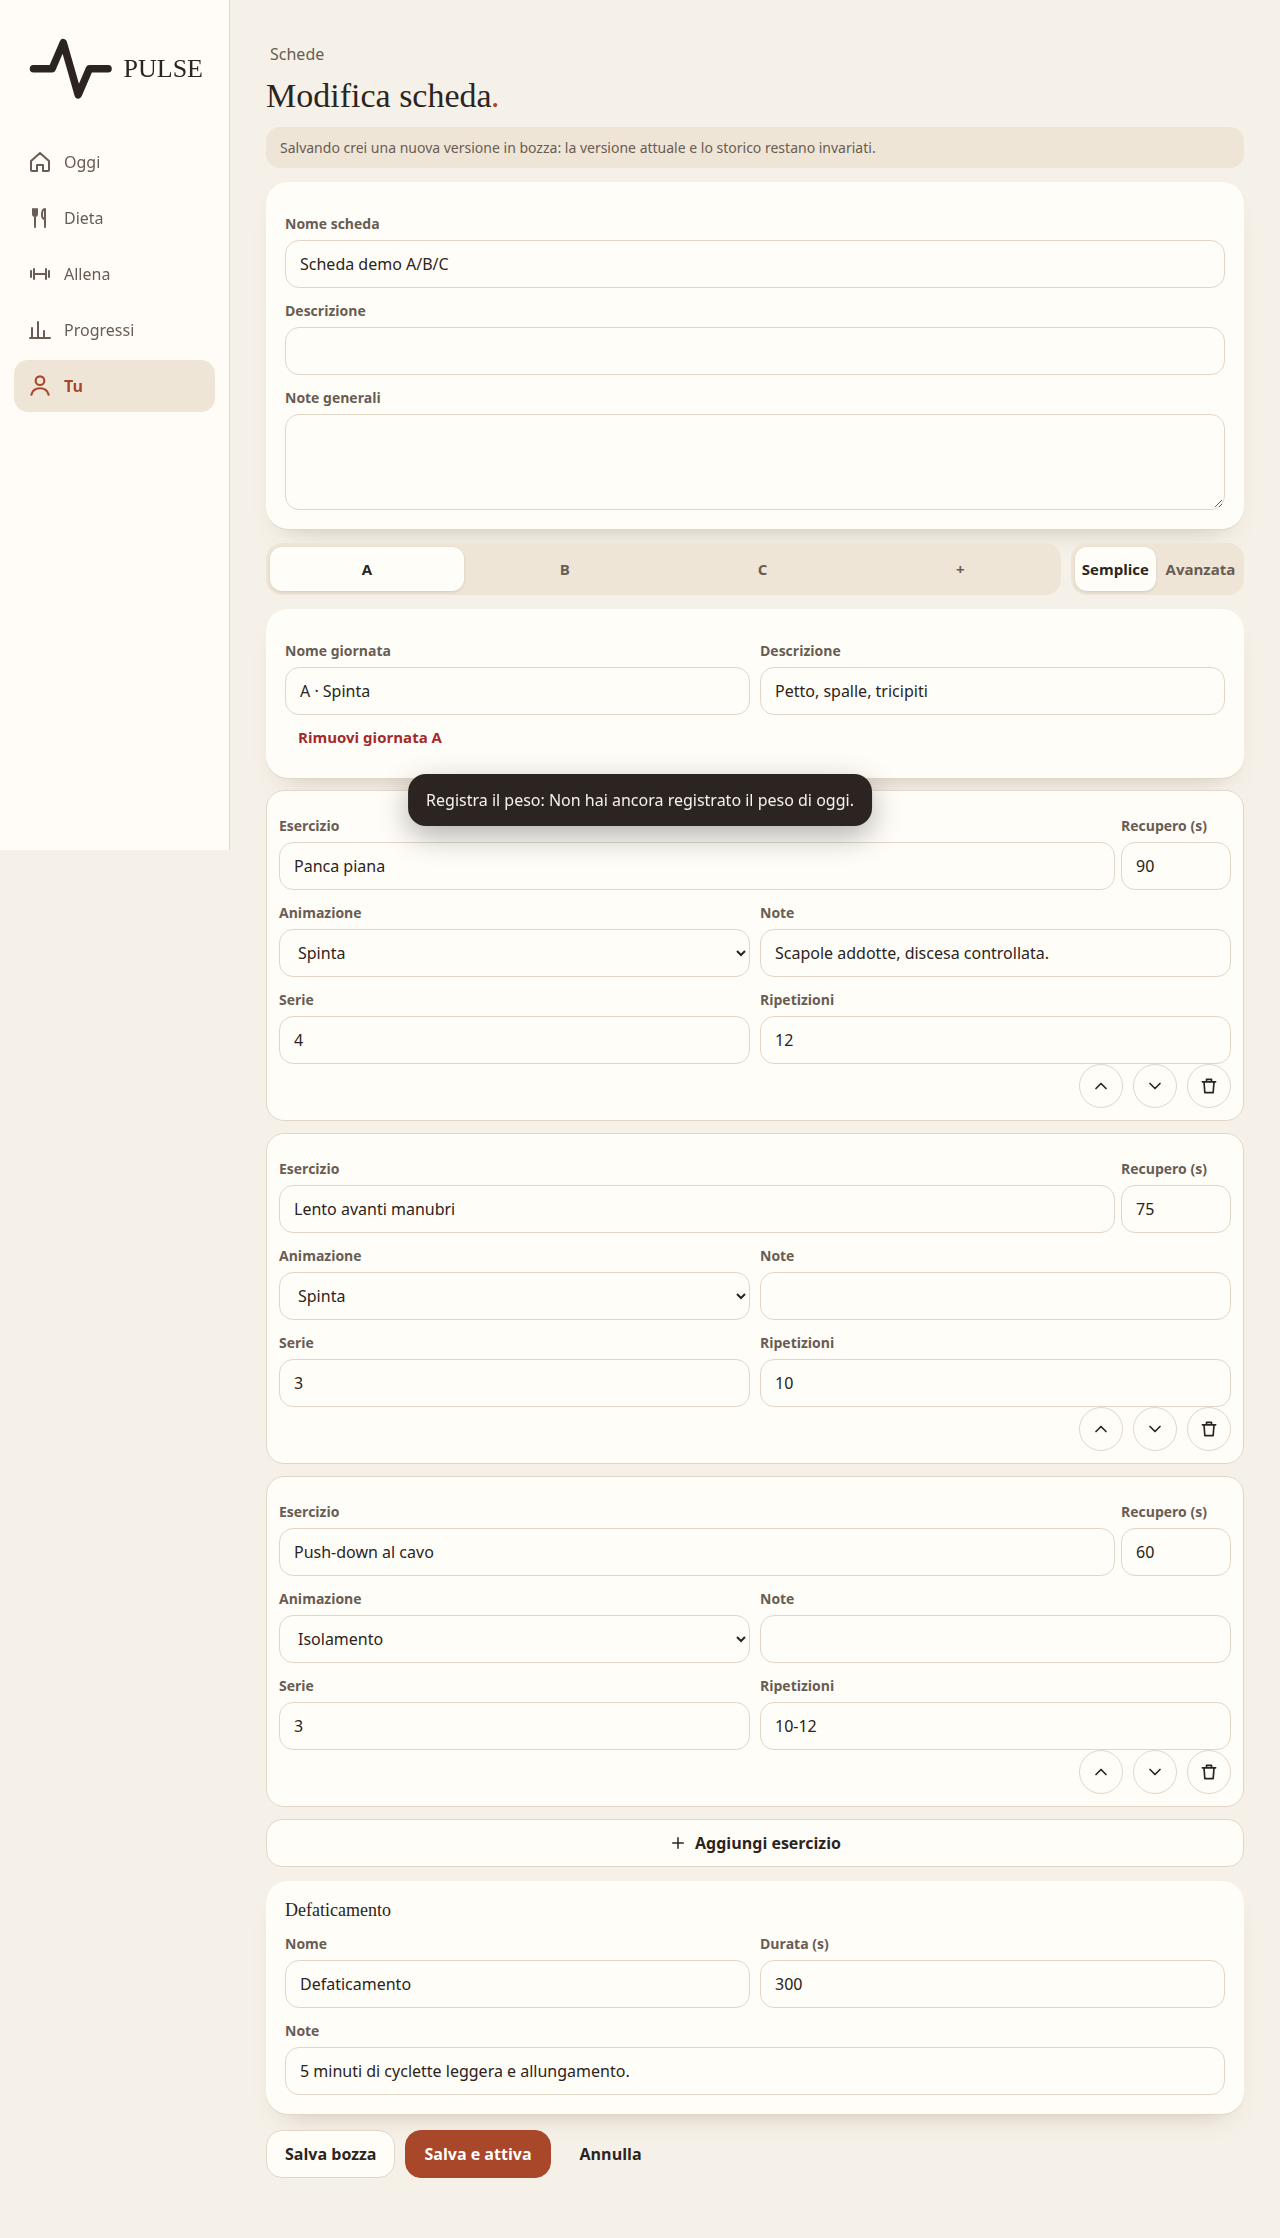 PULSE
Oggi
Dieta
Allena
Progressi
Tu
Schede
Modifica scheda.
Salvando crei una nuova versione in bozza: la versione attuale e lo storico restano invariati.
Nome scheda
Scheda demo A/B/C
Descrizione
Note generali
A B C + Semplice Avanzata
Nome giornata Descrizione
A · Spinta Petto, spalle, tricipiti
Rimuovi giornata A
Registra il peso: Non hai ancora registrato il peso di oggi.
Esercizio Recupero (s)
Panca piana 90
Animazione Note
Spinta Scapole addotte, discesa controllata.
Serie Ripetizioni
4 12
Esercizio Recupero (s)
Lento avanti manubri 75
Animazione Note
Spinta
Serie Ripetizioni
3 10
Esercizio Recupero (s)
Push-down al cavo 60
Animazione Note
Isolamento
Serie Ripetizioni
3 10-12
+ Aggiungi esercizio
Defaticamento
Nome Durata (s)
Defaticamento 300
Note
5 minuti di cyclette leggera e allungamento.
Salva bozza Salva e attiva Annulla